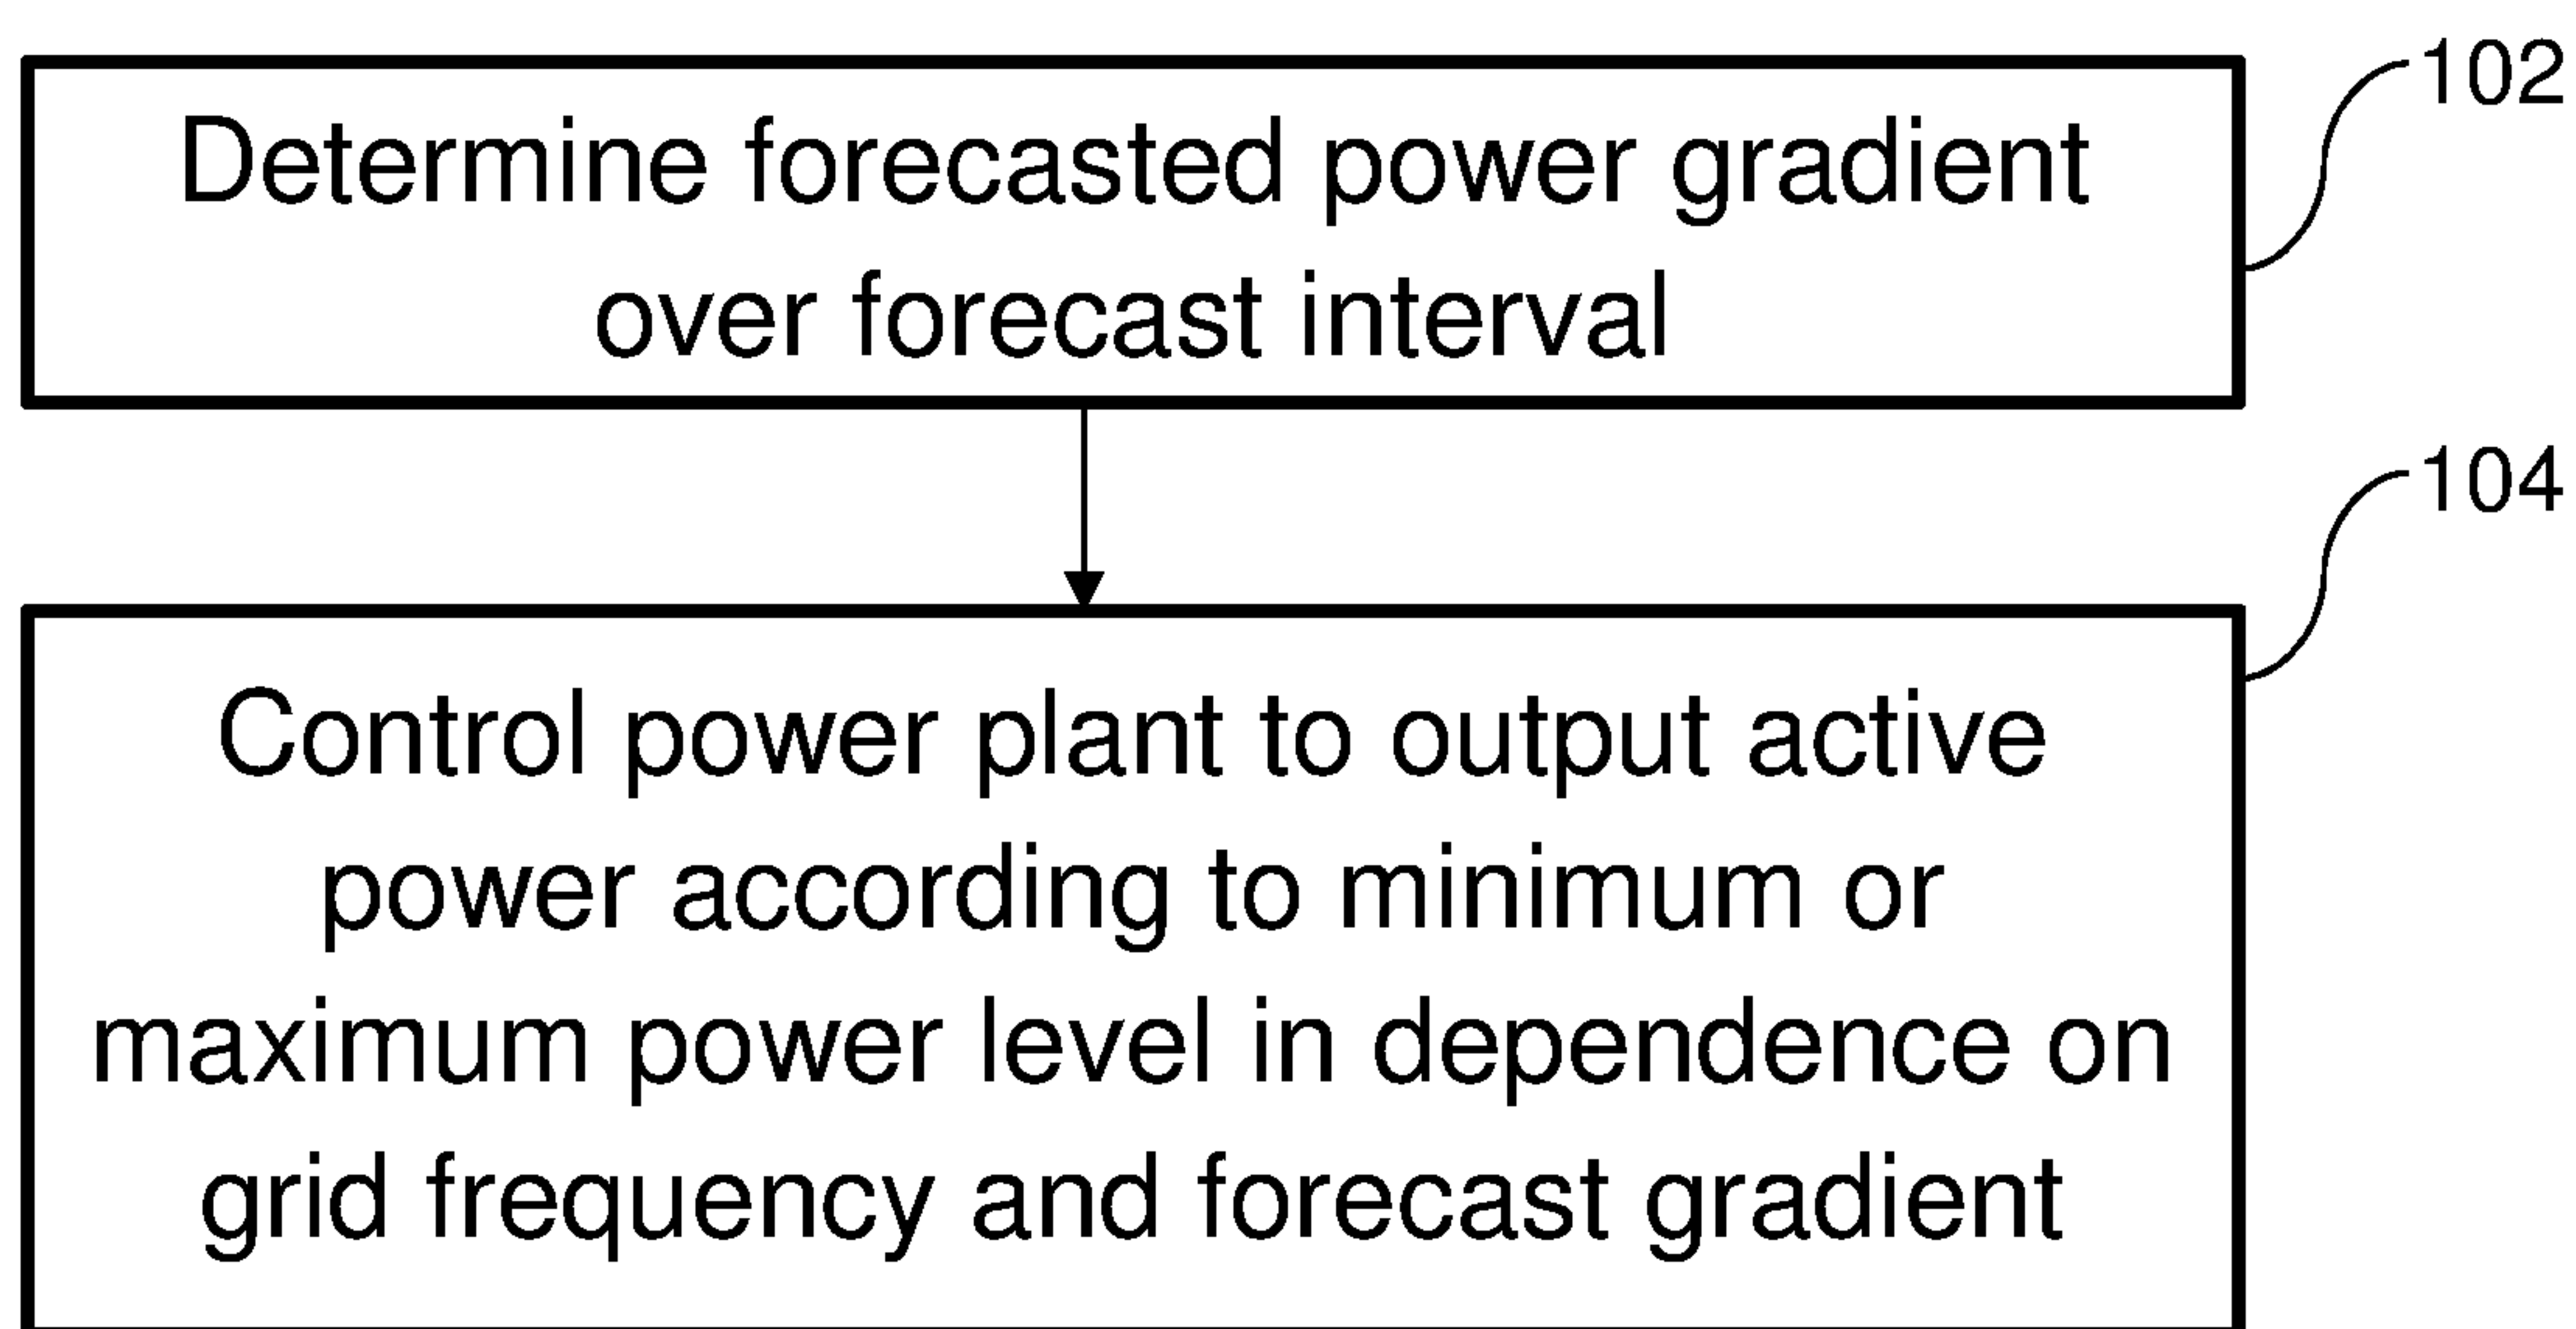 102
Determine forecasted power gradient
over forecast interval
104
Control power plant to output active
power according to minimum or
maximum power level in dependence on
grid frequency and forecast gradient